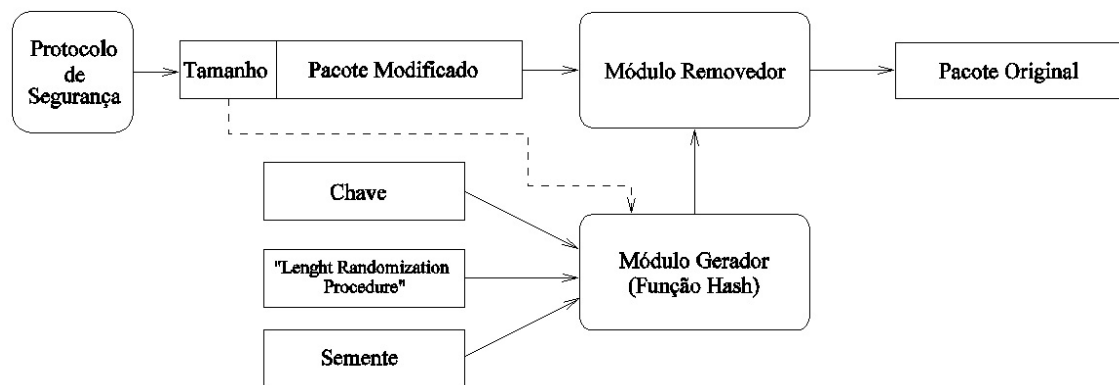 Protocolo
de
Segurança
Tamanho
Pacote Modificado
Módulo Removedor
Pacote Original
Chave
"Lenght Randomization
Procedure"
Semente
Módulo Gerador
(Função Hash)